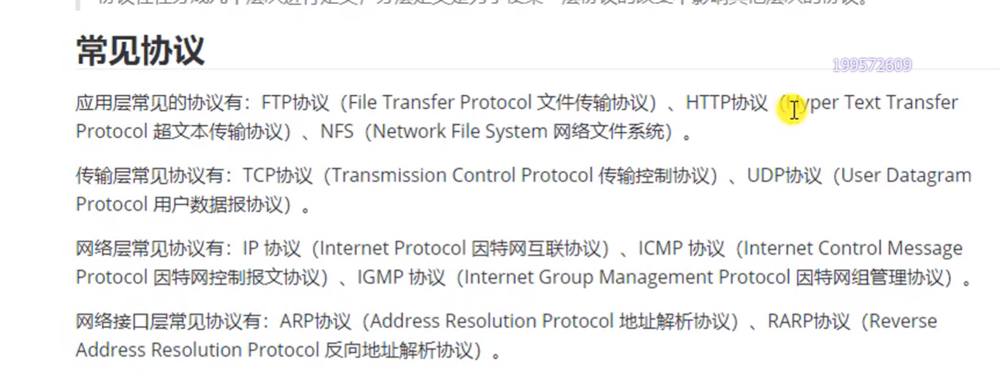 常见协议
199572609
应用层常见的协议有：FTP协议（File Transfer Protocol 文件传输协议）、HTTP协议（Hyper Text Transfer
Protocol 超文本传输协议）、NFS（Network File System 网络文件系统）。
传输层常见协议有：TCP协议（Transmission Control Protocol 传输控制协议）、UDP协议（User Datagram
Protocol 用户数据报协议）。
网络层常见协议有：IP 协议（Internet Protocol 因特网互联协议）、ICMP 协议（Internet Control Message
Protocol 因特网控制报文协议）、IGMP 协议（Internet Group Management Protocol 因特网组管理协议）。
网络接口层常见协议有：ARP协议（Address Resolution Protocol 地址解析协议）、RARP协议（Reverse
Address Resolution Protocol 反向地址解析协议）。